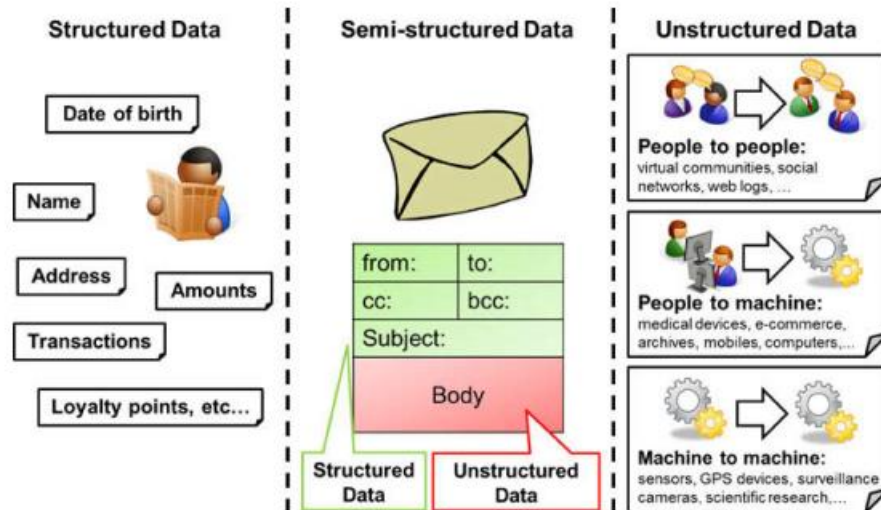 Structured Data
Date of birth
Name
Address
Amounts
Transactions
Loyalty points, etc...
Semi-structured Data
from:
to:
cc:
bcc:
Subject:
Body
Structured
Data
Unstructured
Data
Unstructured Data
People to people:
virtual communities, social
networks, web logs, ...
People to machine:
medical devices, e-commerce,
archives, mobiles, computers,...
Machine to machine:
sensors, GPS devices, surveillance
cameras, scientific research,...